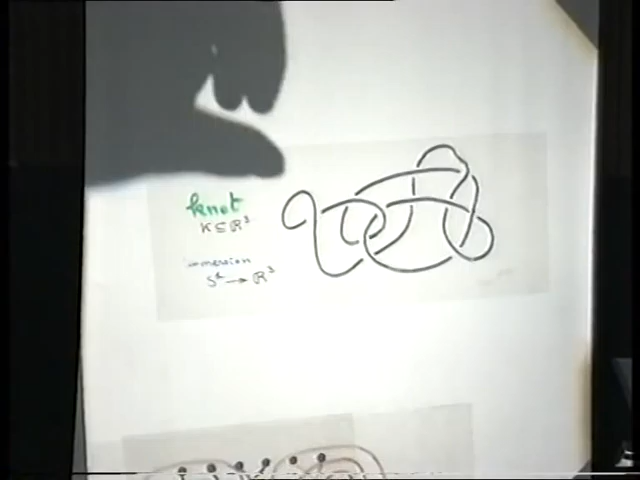 knot
K⊆ℝ³
immersion
S¹ → ℝ³